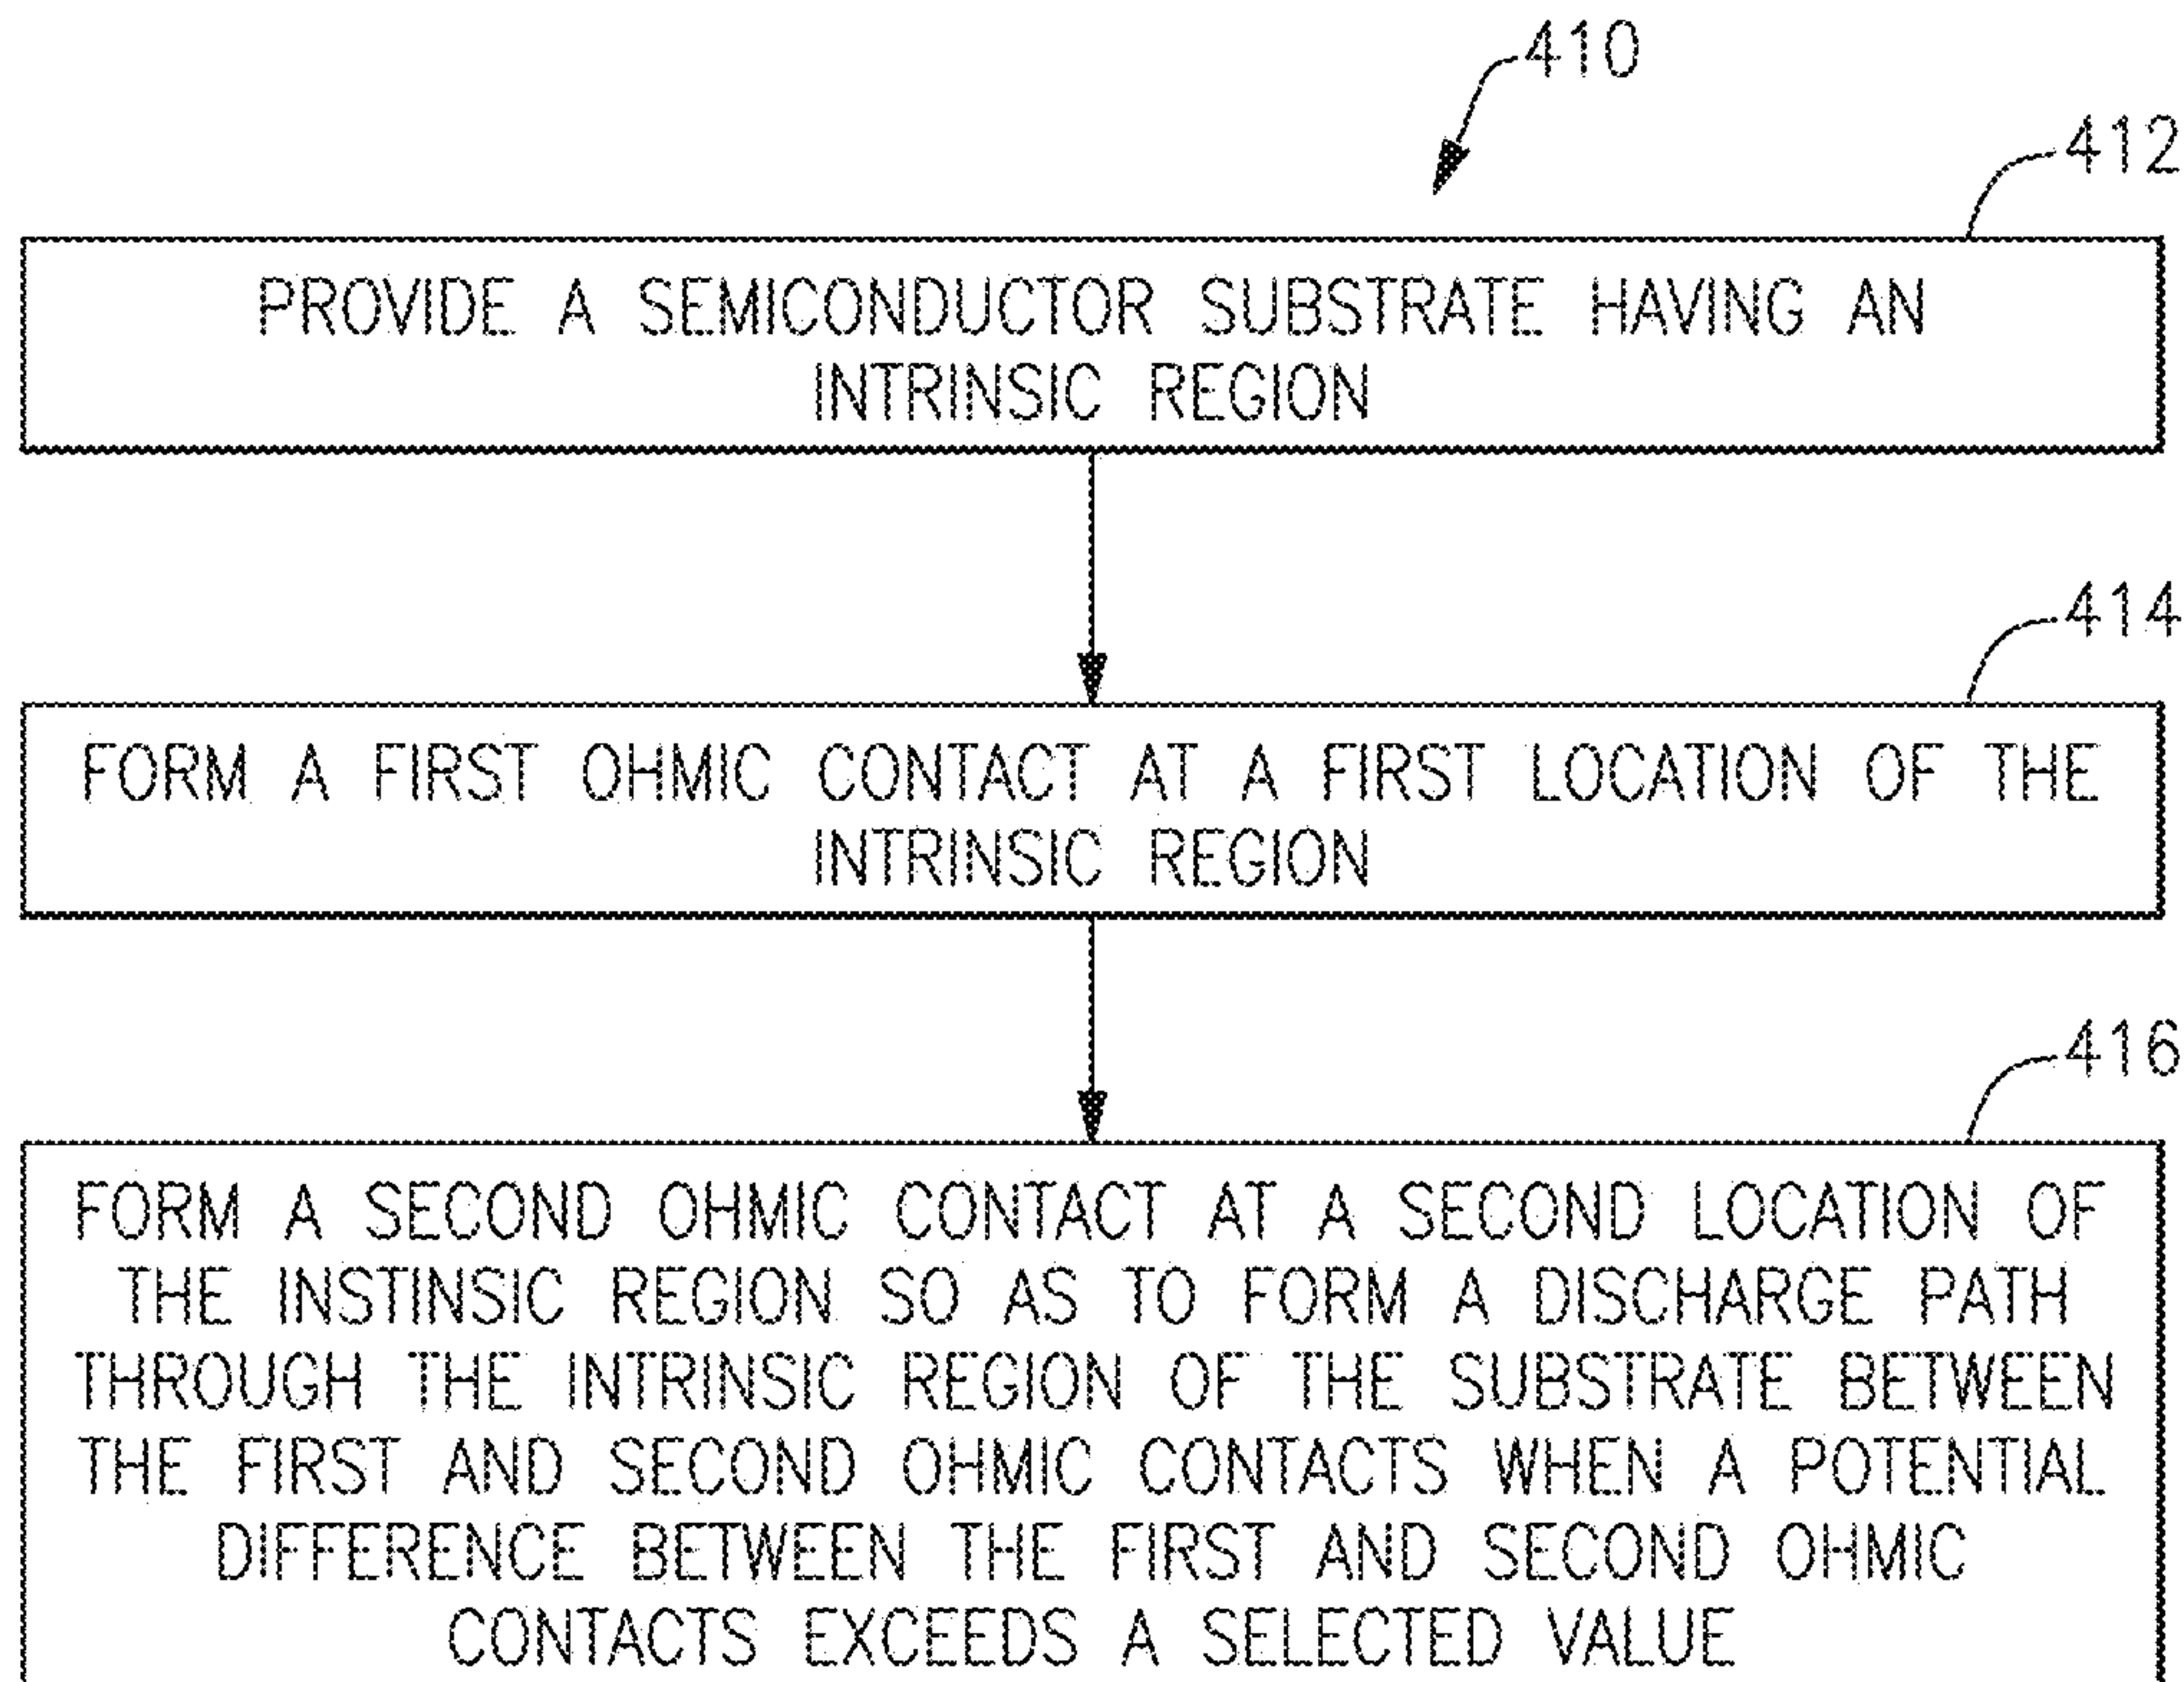 410
412
PROVIDE A SEMICONDUCTOR SUBSTRATE HAVING AN
INTRINSIC REGION
414
FORM A FIRST OHMIC CONTACT AT A FIRST LOCATION OF THE
INTRINSIC REGION
416
FORM A SECOND OHMIC CONTACT AT A SECOND LOCATION OF
THE INSTINSIC REGION SO AS TO FORM A DISCHARGE PATH
THROUGH THE INTRINSIC REGION OF THE SUBSTRATE BETWEEN
THE FIRST AND SECOND OHMIC CONTACTS WHEN A POTENTIAL
DIFFERENCE BETWEEN THE FIRST AND SECOND OHMIC
CONTACTS EXCEEDS A SELECTED VALUE